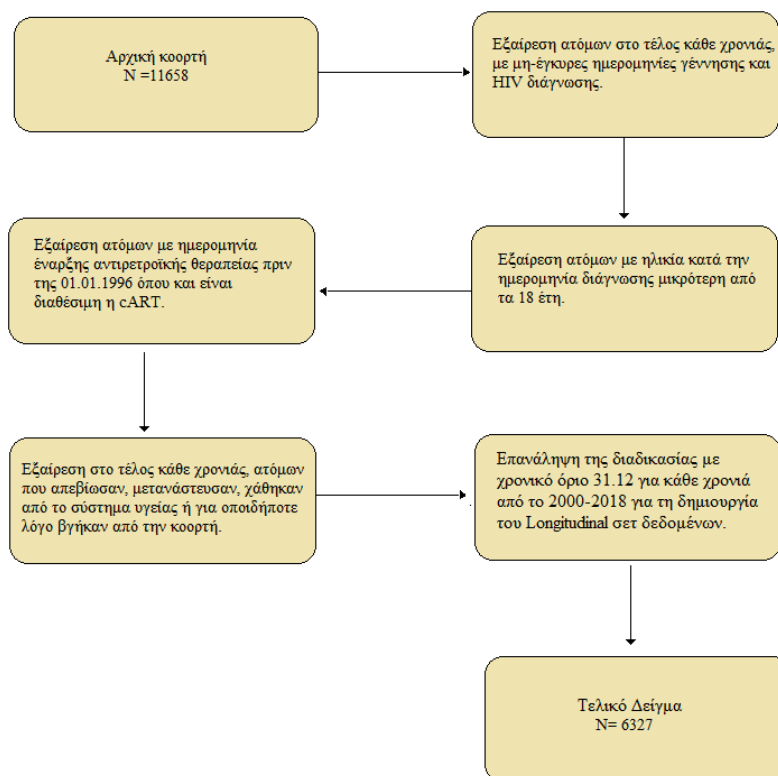 Αρχική κοορτή
N =11658
Εξαίρεση ατόμων στο τέλος κάθε χρονιάς,
με μη-έγκυρες ημερομηνίες γέννησης και
HIV διάγνωσης.
Εξαίρεση ατόμων με ηλικία κατά την
ημερομηνία διάγνωσης μικρότερη από
τα 18 έτη.
Εξαίρεση ατόμων με ημερομηνία
έναρξης αντιρετροϊκής θεραπείας πριν
της 01.01.1996 όπου και είναι
διαθέσιμη η cART.
Εξαίρεση στο τέλος κάθε χρονιάς, ατόμων
που απεβίωσαν, μετανάστευσαν, χάθηκαν
από το σύστημα υγείας ή για οποιδήποτε
λόγο βγήκαν από την κοορτή.
Επανάληψη της διαδικασίας με
χρονικό όριο 31.12 για κάθε χρονιά
από το 2000-2018 για τη δημιουργία
του Longitudinal σετ δεδομένων.
Τελικό Δείγμα
N= 6327